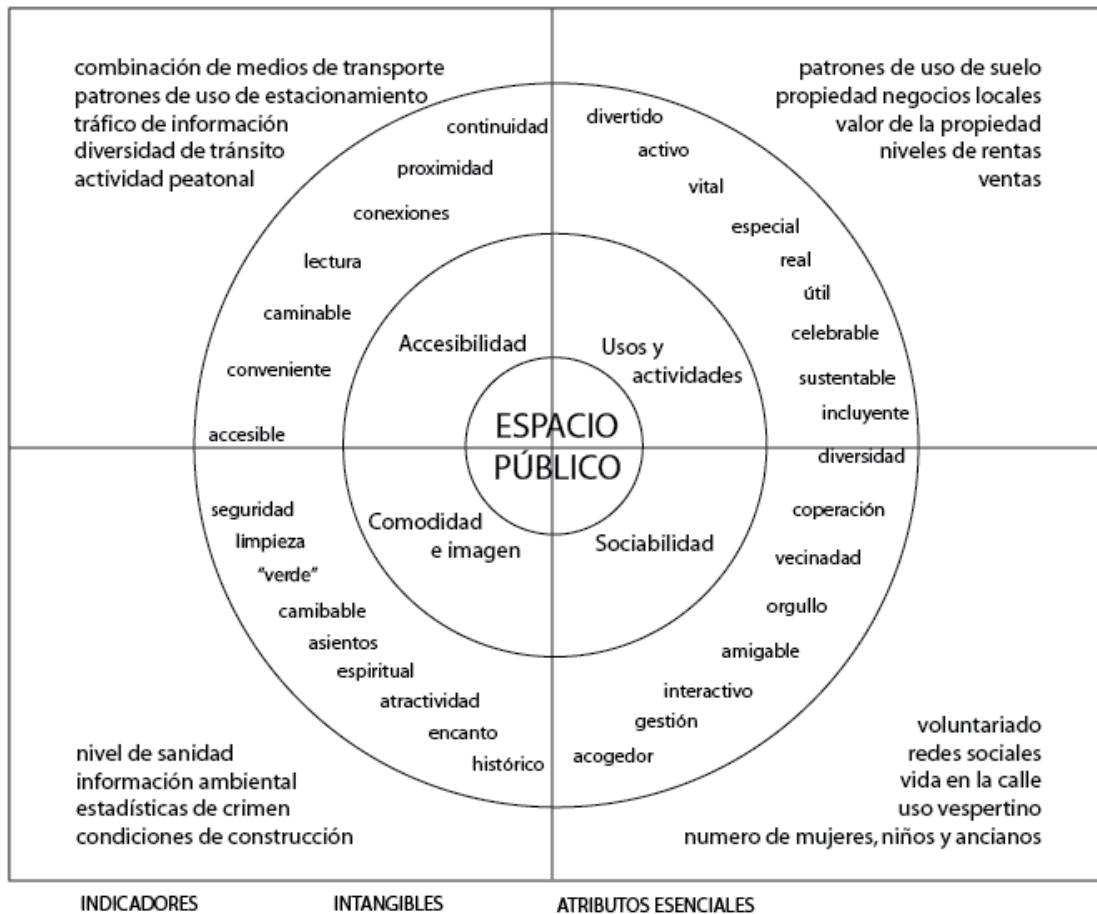 combinación de medios de transporte
patrones de uso de estacionamiento
tráfico de información
diversidad de tránsito
actividad peatonal
patrones de uso de suelo
propiedad negocios locales
valor de la propiedad
niveles de rentas
ventas
continuidad
proximidad
conexiones
lectura
caminable
conveniente
accesible
divertido
activo
vital
especial
real
útil
celebrable
sustentable
incluyente
Accesibilidad
Usos y
actividades
ESPACIO
PÚBLICO
Comodidad
e imagen
Sociabilidad
seguridad
limpieza
“verde”
camibable
asientos
espiritual
atractividad
encanto
histórico
diversidad
coperación
vecinadad
orgullo
amigable
interactivo
gestión
acogedor
nivel de sanidad
información ambiental
estadísticas de crimen
condiciones de construcción
voluntariado
redes sociales
vida en la calle
uso vespertino
numero de mujeres, niños y ancianos
INDICADORES
INTANGIBLES
ATRIBUTOS ESENCIALES